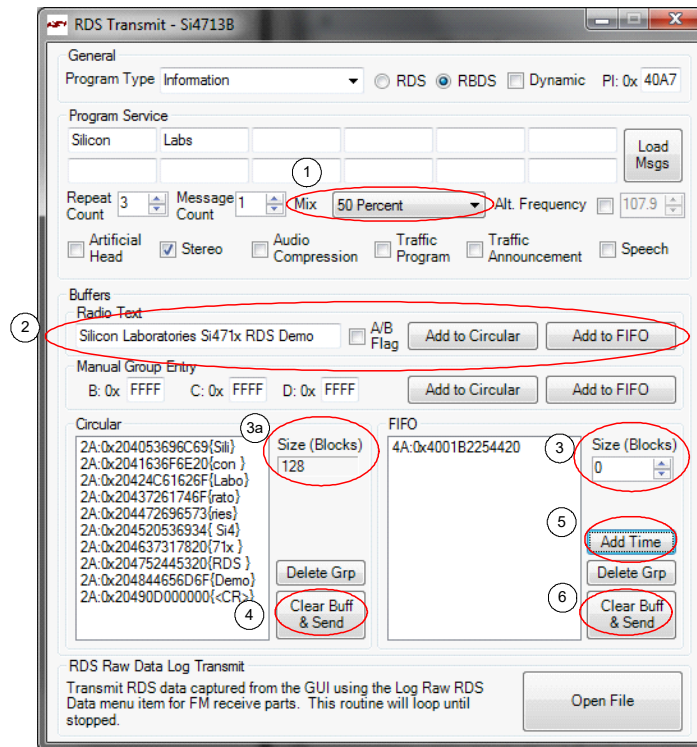 RDS Transmit - Si4713B
General
Program Type Information RDS RBDS Dynamic PI: 0x 40A7
Program Service
Silicon Labs
Load Msgs
1
Repeat Count 3 Message Count 1 Mix 50 Percent Alt. Frequency 107.9
Artificial Head Stereo Audio Compression Traffic Program Traffic Announcement Speech
Buffers
2
Radio Text
Silicon Laboratories Si471x RDS Demo A/B Flag Add to Circular Add to FIFO
Manual Group Entry
B: 0x FFFF C: 0x FFFF D: 0x FFFF Add to Circular Add to FIFO
Circular
2A:0x204053696C69{Sili}
2A:0x2041636F6E20{con }
2A:0x20424C61626F{Labo}
2A:0x20437261746F{rato}
2A:0x204472696573{ries}
2A:0x204520536934{ Si4}
2A:0x204637317820{71x }
2A:0x204752445320{RDS }
2A:0x204844656D6F{Demo}
2A:0x20490D000000{<CR>}
3a
Size (Blocks)
128
Delete Grp
4
Clear Buff & Send
FIFO
4A:0x4001B2254420
3
Size (Blocks)
0
5
Add Time
Delete Grp
6
Clear Buff & Send
RDS Raw Data Log Transmit
Transmit RDS data captured from the GUI using the Log Raw RDS
Data menu item for FM receive parts. This routine will loop until
stopped.
Open File